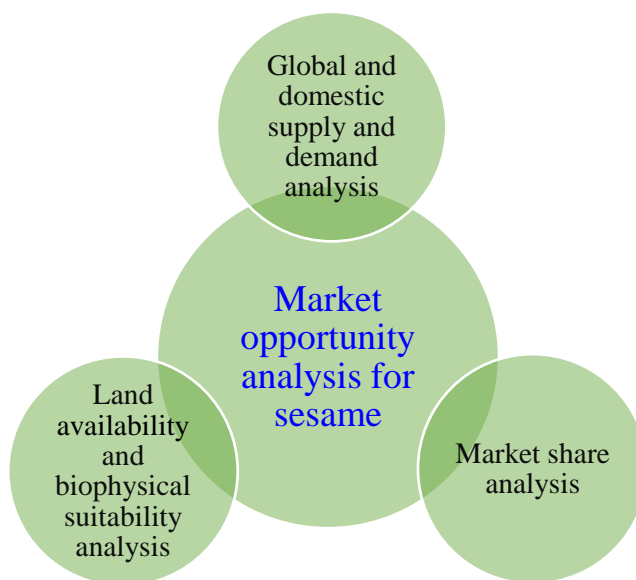 Global and
domestic
supply and
demand
analysis
Market
opportunity
analysis for
sesame
Land
availability
and
biophysical
suitability
analysis
Market share
analysis